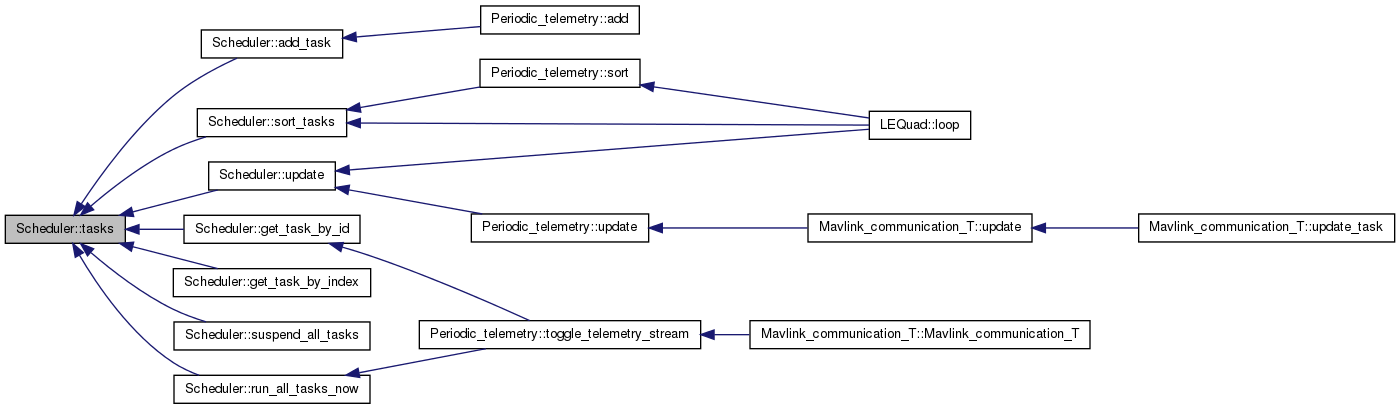 Periodic_telemetry::add
Scheduler::add_task
Periodic_telemetry::sort
Scheduler::sort_tasks
LEQuad::loop
Scheduler::update
Scheduler::tasks
Scheduler::get_task_by_id
Periodic_telemetry::update
Mavlink_communication_T::update
Mavlink_communication_T::update_task
Scheduler::get_task_by_index
Scheduler::suspend_all_tasks
Periodic_telemetry::toggle_telemetry_stream
Mavlink_communication_T::Mavlink_communication_T
Scheduler::run_all_tasks_now